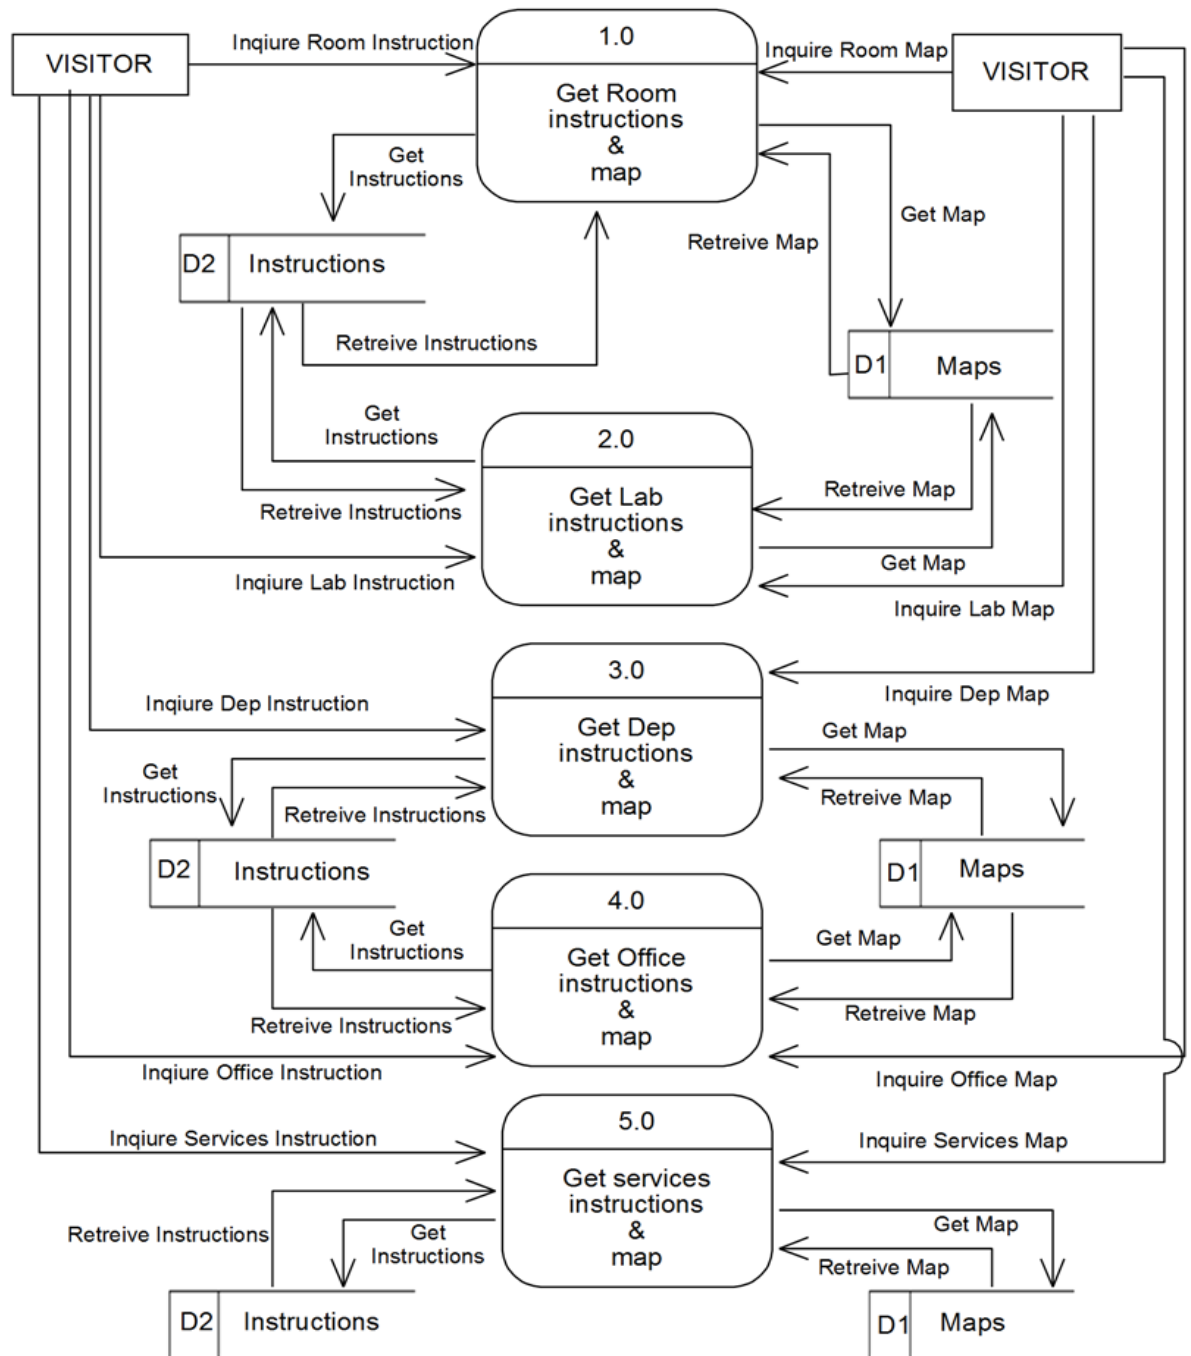 VISITOR
Inqiure Room Instruction
1.0
Inquire Room Map
VISITOR
Get Room
instructions
&
map
Get
Instructions
Get Map
Retreive Map
D2
Instructions
Retreive Instructions
D1
Maps
Get
Instructions
2.0
Retreive Map
Get Lab
instructions
&
map
Retreive Instructions
Get Map
Inqiure Lab Instruction
Inquire Lab Map
3.0
Inquire Dep Map
Inqiure Dep Instruction
Get Dep
instructions
&
map
Get Map
Get
Instructions
Retreive Map
Retreive Instructions
D2
Instructions
D1
Maps
4.0
Get
Instructions
Get Map
Get Office
instructions
&
map
Retreive Instructions
Retreive Map
Inqiure Office Instruction
Inquire Office Map
5.0
Inqiure Services Instruction
Inquire Services Map
Get services
instructions
&
map
Retreive Instructions
Get
Instructions
Get Map
Retreive Map
D2
Instructions
D1
Maps